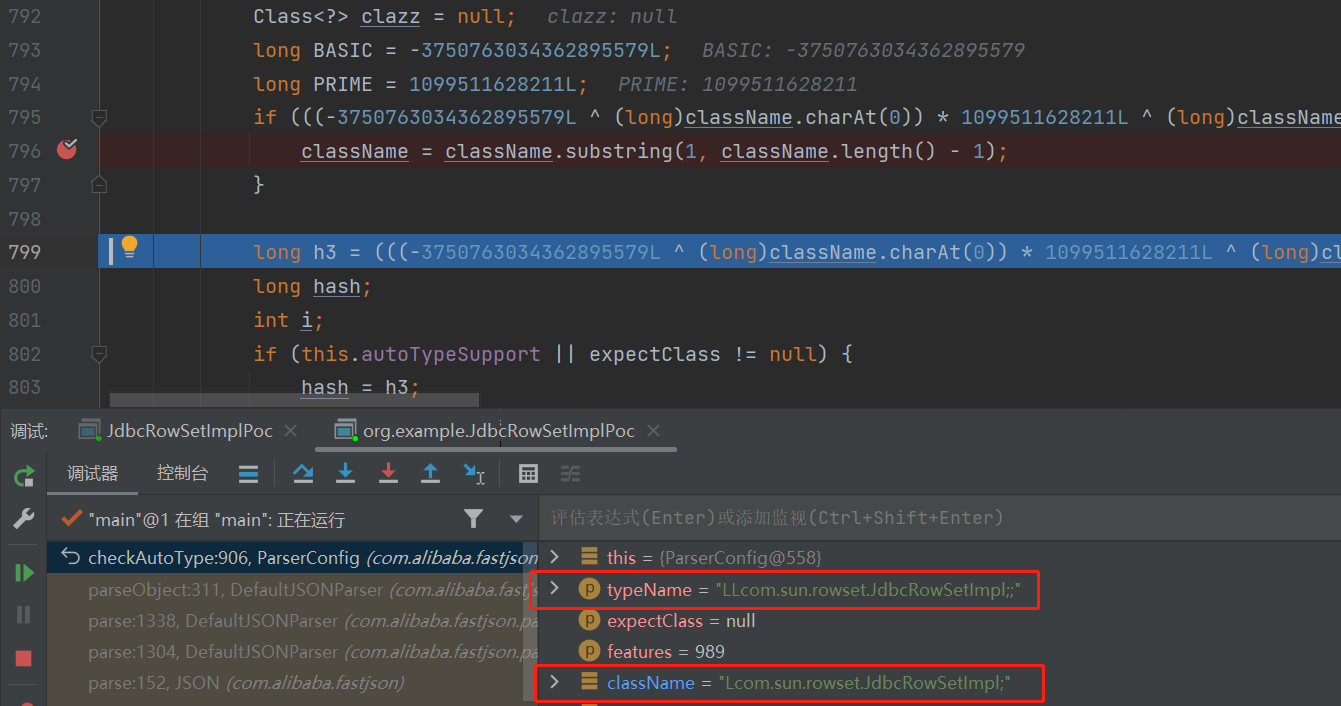 792 Class<?> clazz = null; clazz: null
793 long BASIC = -3750763034362895579L; BASIC: -3750763034362895579
794 long PRIME = 1099511628211L; PRIME: 1099511628211
795 if (((-3750763034362895579L ^ (long)className.charAt(0)) * 1099511628211L ^ (long)className
796 className = className.substring(1, className.length() - 1);
797 }
798
799 long h3 = (((-3750763034362895579L ^ (long)className.charAt(0)) * 1099511628211L ^ (long)cl
800 long hash;
801 int i;
802 if (this.autoTypeSupport || expectClass != null) {
803 hash = h3;
调试: JdbcRowSetImplPoc org.example.JdbcRowSetImplPoc
调试器 控制台
"main"@1 在组 "main": 正在运行
评估表达式(Enter)或添加监视(Ctrl+Shift+Enter)
checkAutoType:906, ParserConfig (com.alibaba.fastjson
this = {ParserConfig@558}
parseObject:311, DefaultJSONParser (com.alibaba.fastjs
typeName = "LLcom.sun.rowset.JdbcRowSetImpl;;"
parse:1338, DefaultJSONParser (com.alibaba.fastjson.pa
expectClass = null
parse:1304, DefaultJSONParser (com.alibaba.fastjson.pa
features = 989
parse:152, JSON (com.alibaba.fastjson)
className = "Lcom.sun.rowset.JdbcRowSetImpl;"